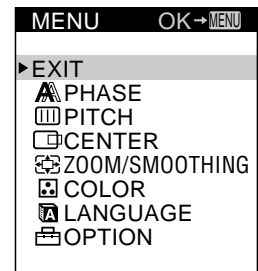 MENU OK→MENU
EXIT
PHASE
PITCH
CENTER
ZOOM/SMOOTHING
COLOR
LANGUAGE
OPTION